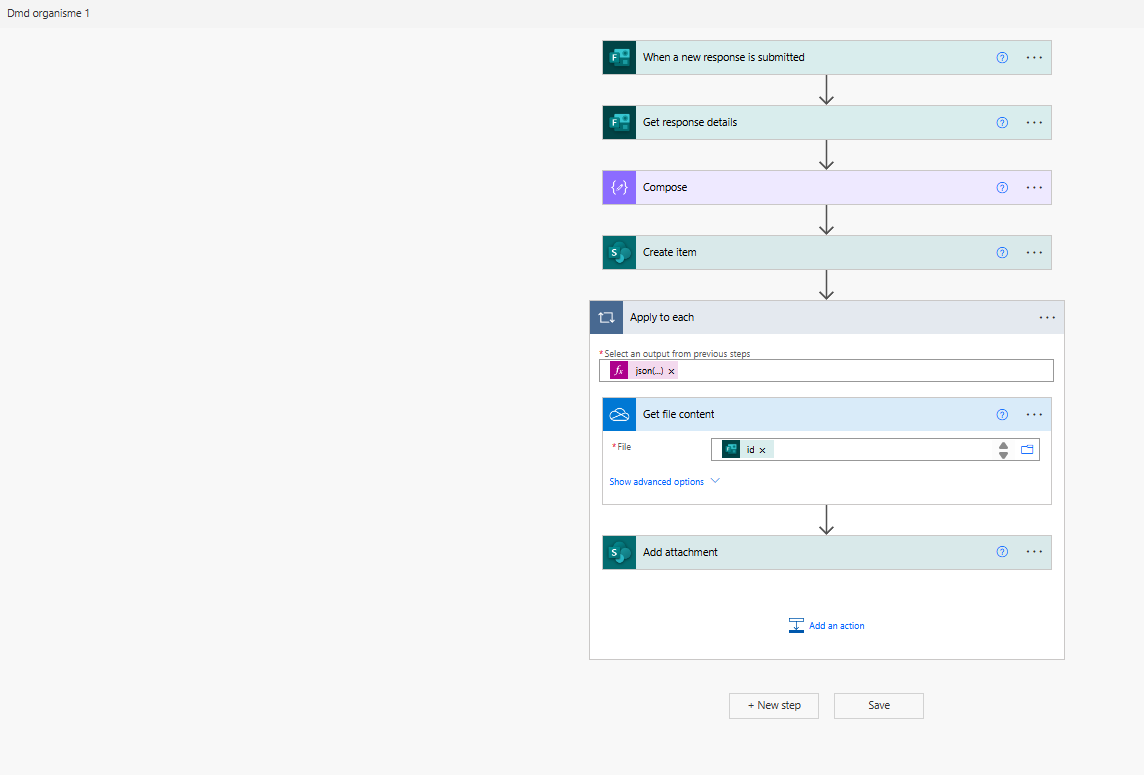 Dmd organisme 1
When a new response is submitted
Get response details
Compose
Create item
Apply to each
* Select an output from previous steps
fx json(...) x
Get file content
* File
id x
Show advanced options
Add attachment
Add an action
+ New step
Save